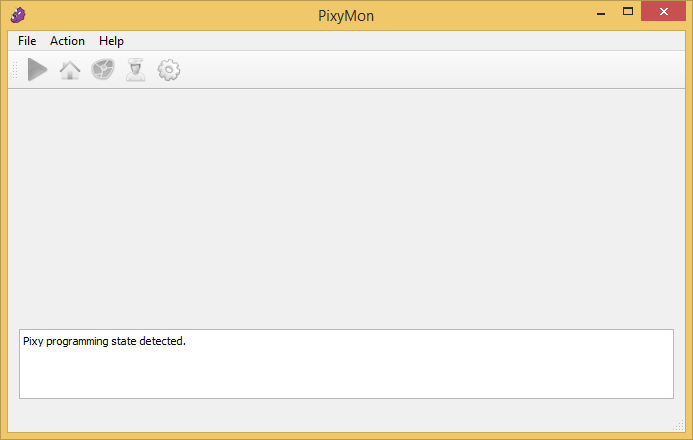 PixyMon
File Action Help
Pixy programming state detected.